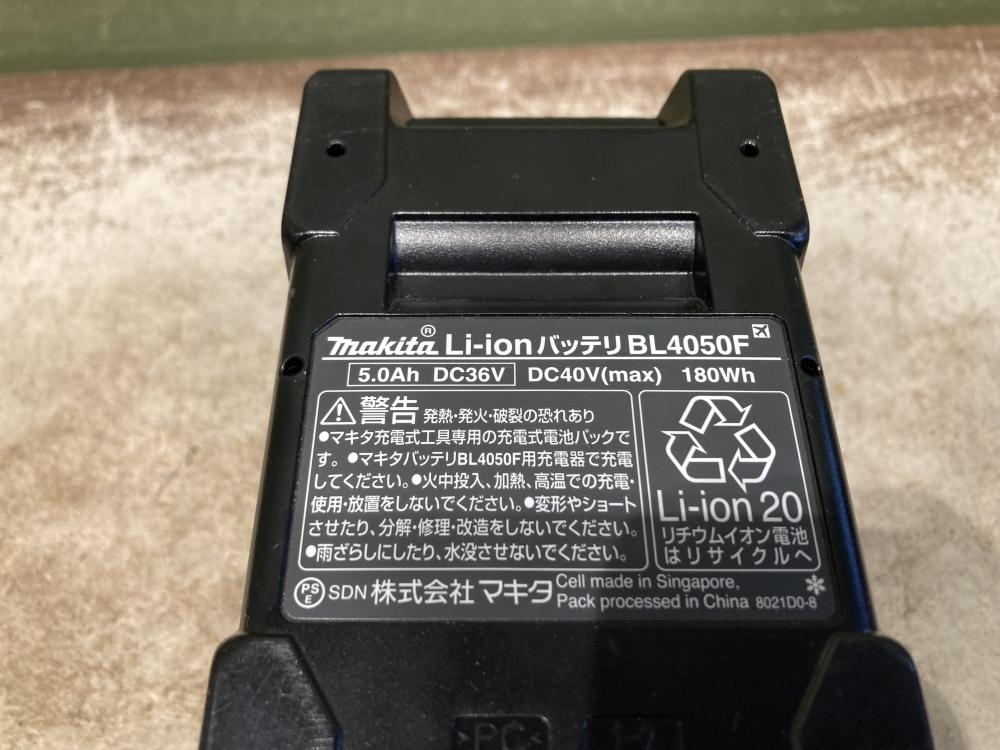 makita® Li-ion バッテリ BL4050F
5.0Ah DC36V DC40V(max) 180Wh
警告 発熱・発火・破裂の恐れあり
●マキタ充電式工具専用の充電式電池パックで
す。●マキタバッテリBL4050F用充電器で充電
してください。●火中投入、加熱、高温での充電・
使用・放置をしないでください。●変形やショート
させたり、分解・修理・改造をしないでください。
●雨ざらしにしたり、水没させないでください。
Li-ion 20
リチウムイオン電池
はリサイクルへ
PS
E
SDN 株式会社 マキタ
Cell made in Singapore,
Pack processed in China 8021D0-8
>PC<